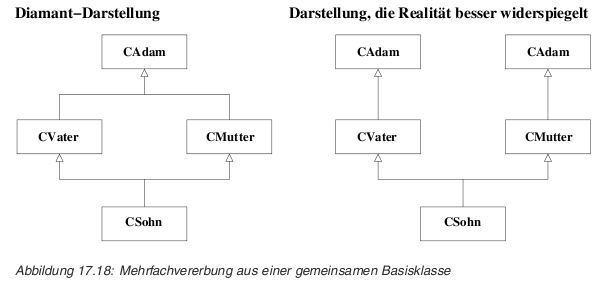 Diamant−Darstellung
Darstellung, die Realität besser widerspiegelt
CAdam
CAdam
CAdam
CVater
CMutter
CVater
CMutter
CSohn
CSohn
Abbildung 17.18: Mehrfachvererbung aus einer gemeinsamen Basisklasse